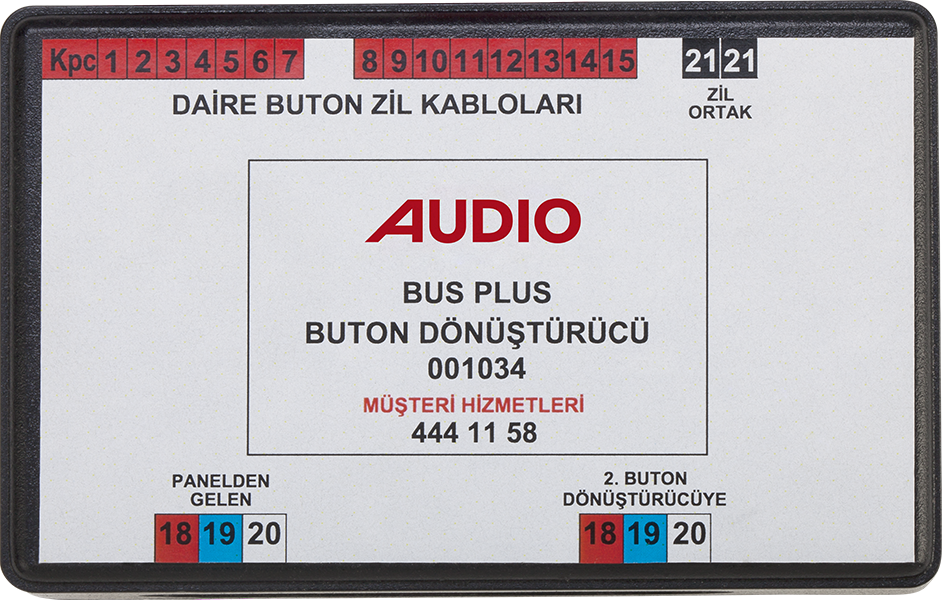 Kpc 1 2 3 4 5 6 7 8 9 10 11 12 13 14 15 21 21
DAİRE BUTON ZİL KABLOLARI
ZİL
ORTAK
AUDIO
BUS PLUS
BUTON DÖNÜŞTÜRÜCÜ
001034
MÜŞTERİ HİZMETLERİ
444 11 58
PANELDEN
GELEN
18 19 20
2. BUTON
DÖNÜŞTÜRÜCÜYE
18 19 20